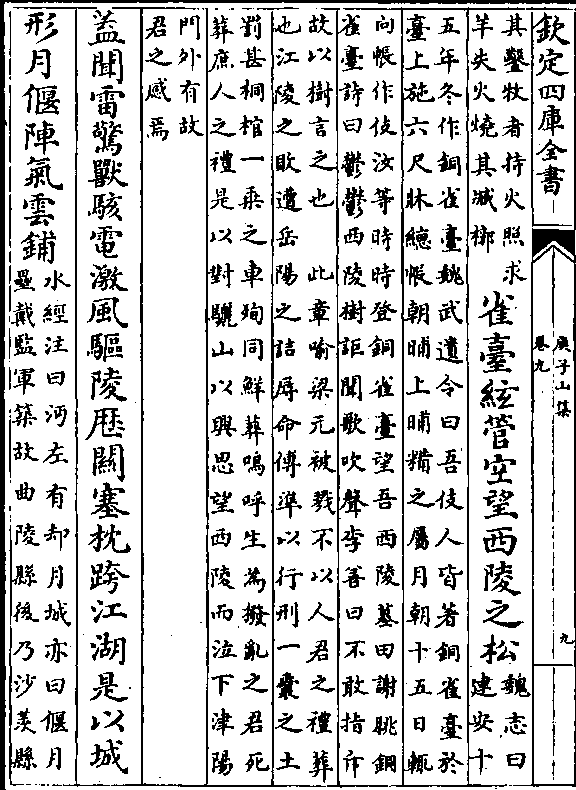 欽定四庫全書
庾子山集
卷九
九
其鑿牧者持火照求
羊失火燒其滅槨
雀臺絃管空望西陵之松
魏志曰
建安十
五年冬作銅雀臺魏武遺令曰吾伎人皆著銅雀臺於
臺上施六尺牀繐帳朝晡上晡糒之屬月朝十五日輒
向帳作伎汝等時時登銅雀臺望吾西陵墓田謝朓銅
雀臺詩曰鬱鬱西陵樹詎聞歌吹聲李善曰不敢指斥
故以樹言之也 此章喻梁元被戮不以人君之禮葬
也江陵之敗遭岳陽之詰辱命傅準以行刑一囊之土
罰甚桐棺一乘之車殉同鮮葬嗚呼生為撥亂之君死
葬庶人之禮是以對驪山以興思望西陵而泣下津陽
門外有故
君之感焉
蓋聞雷驚獸駭電激風驅陵歷關塞枕跨江湖是以城
形月偃陣氣雲鋪
水經注曰沔左有却月城亦曰偃月
壘戴監軍築故曲陵縣後乃沙羨縣